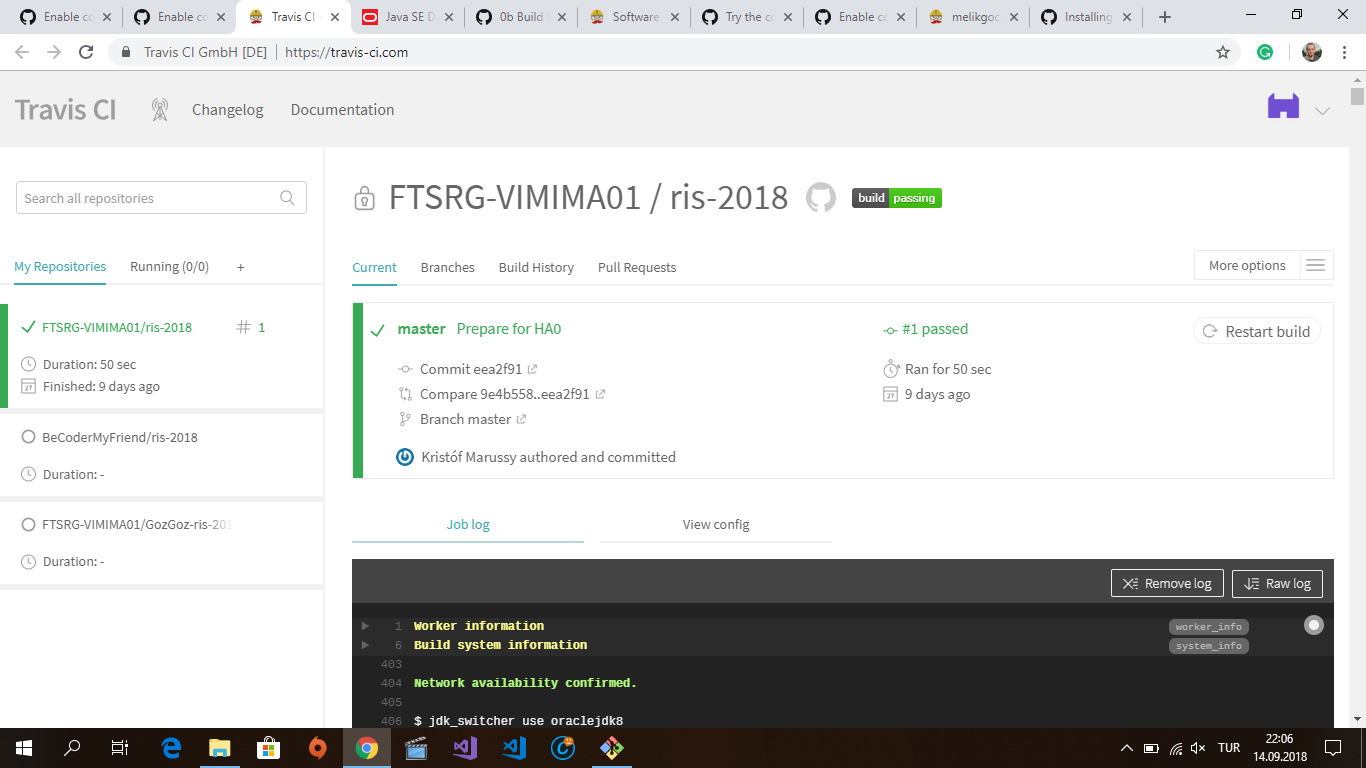 Enable co
Enable co
Travis CI -
Java SE D
0b Build
Software
Try the co
Enable co
melikgoz
Installing
Travis CI GmbH [DE] https://travis-ci.com
Travis CI Changelog Documentation
Search all repositories
My Repositories Running (0/0) +
FTSRG-VIMIMA01/ris-2018 # 1
Duration: 50 sec
27 Finished: 9 days ago
BeCoderMyFriend/ris-2018
Duration: -
FTSRG-VIMIMA01/GozGoz-ris-201
Duration: -
FTSRG-VIMIMA01 / ris-2018 build passing
Current Branches Build History Pull Requests More options
master Prepare for HA0 #1 passed Restart build
Commit eea2f91 Ran for 50 sec
Compare 9e4b558..eea2f91 27 9 days ago
Branch master
Kristóf Marussy authored and committed
Job log View config
Remove log Raw log
1 Worker information worker_info
6 Build system information system_info
403
404 Network availability confirmed.
405
406 $ jdk_switcher use oraclejdk8
TUR 22:06
14.09.2018